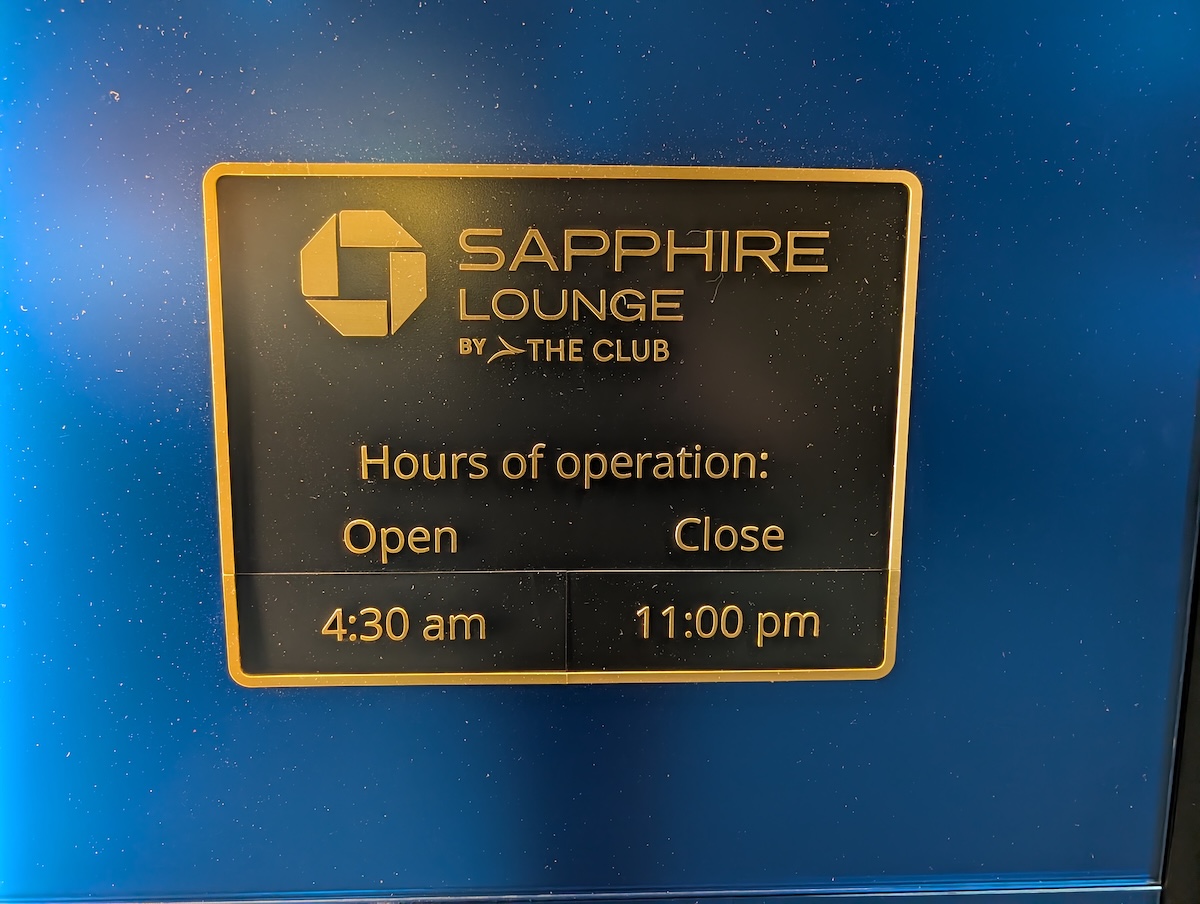 SAPPHIRE
LOUNGE
BY THE CLUB
Hours of operation:
Open Close
4:30 am 11:00 pm